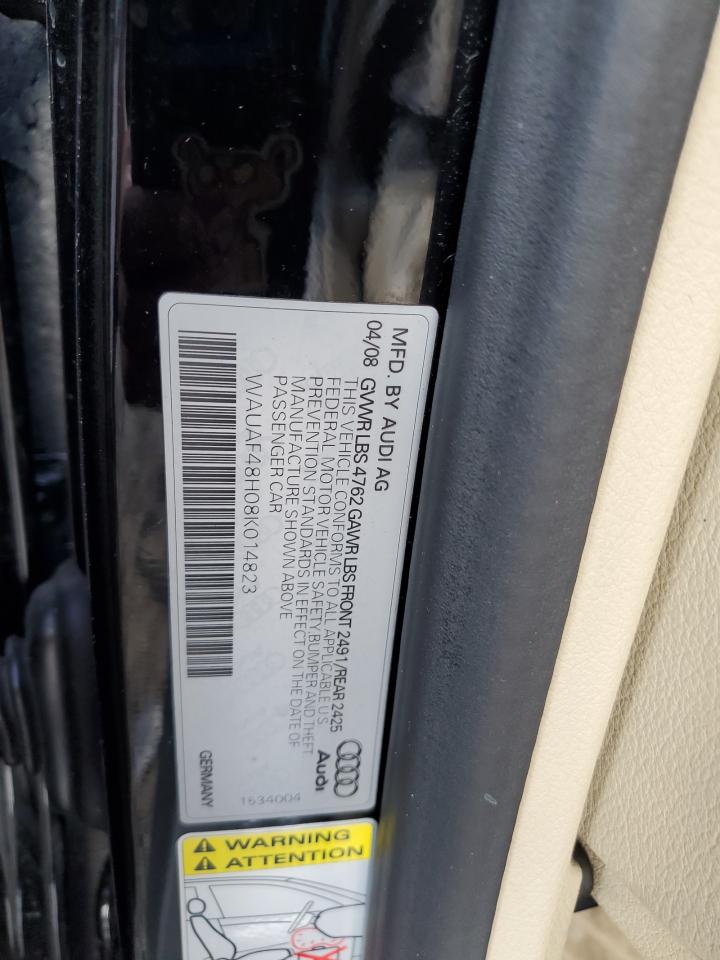 MFD. BY AUDI AG
04/08 GVWR LBS 4762 GAWR LBS FRONT 2491/REAR 2425
THIS VEHICLE CONFORMS TO ALL APPLICABLE U S
FEDERAL MOTOR VEHICLE SAFETY,BUMPER AND THEFT
PREVENTION STANDARDS IN EFFECT ON THE DATE OF
MANUFACTURE SHOWN ABOVE
PASSENGER CAR
WAUAF48H08K014823
Audi
1634004
GERMANY
WARNING
ATTENTION